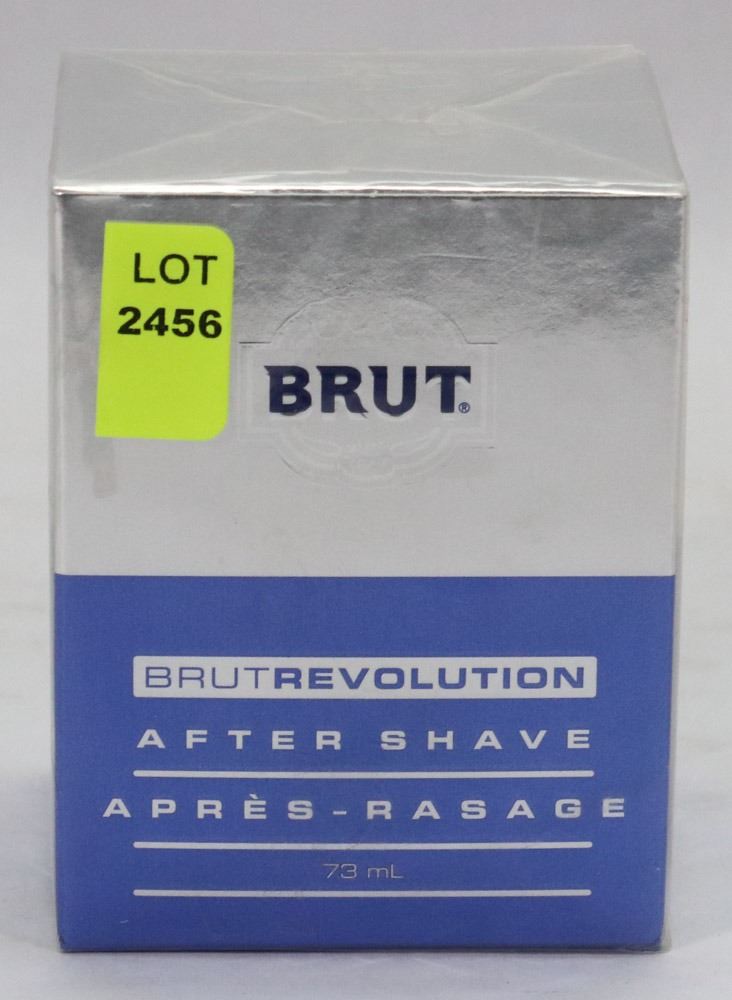 LOT
2456
BRUT®
BRUTREVOLUTION
AFTER SHAVE
APRÈS-RASAGE
73 mL